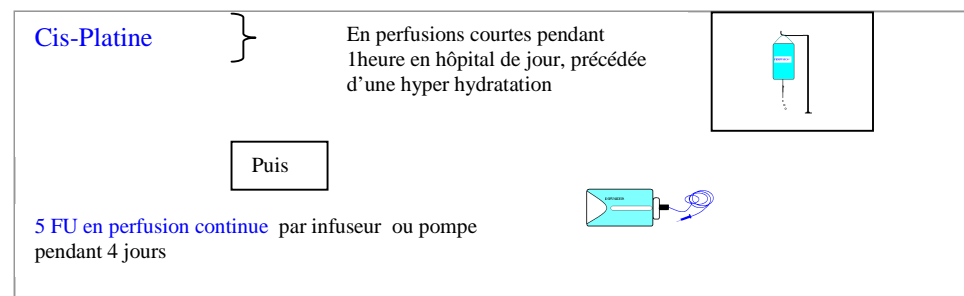 Cis-Platine
En perfusions courtes pendant
1heure en hôpital de jour, précédée
d'une hyper hydratation
Puis
5 FU en perfusion continue par infuseur ou pompe
pendant 4 jours